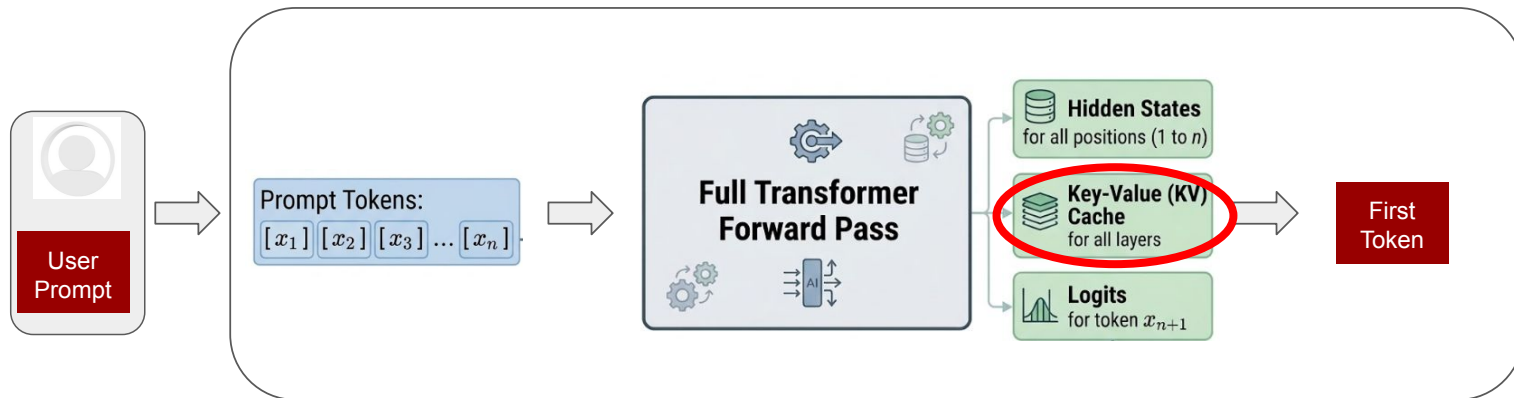 User
Prompt
Prompt Tokens:
[x₁] [x₂] [x₃] ... [xₙ]
Full Transformer
Forward Pass
AI
Hidden States
for all positions (1 to n)
Key-Value (KV)
Cache
for all layers
Logits
for token xₙ₊₁
First
Token